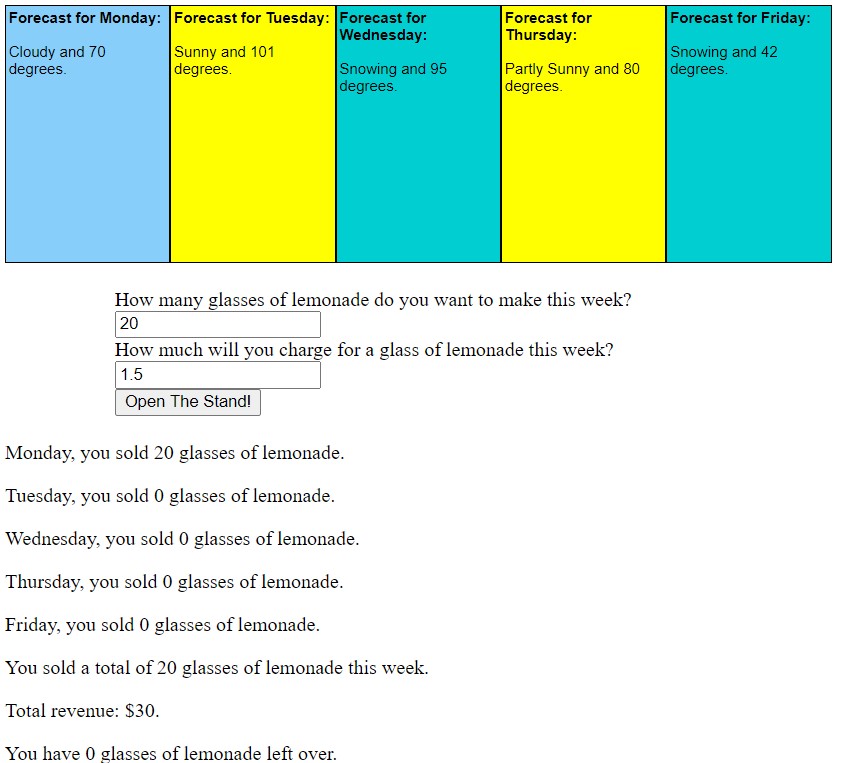 Forecast for Monday:
Cloudy and 70
degrees.
Forecast for Tuesday:
Sunny and 101
degrees.
Forecast for
Wednesday:
Snowing and 95
degrees.
Forecast for
Thursday:
Partly Sunny and 80
degrees.
Forecast for Friday:
Snowing and 42
degrees.
How many glasses of lemonade do you want to make this week?
20
How much will you charge for a glass of lemonade this week?
1.5
Open The Stand!
Monday, you sold 20 glasses of lemonade.
Tuesday, you sold 0 glasses of lemonade.
Wednesday, you sold 0 glasses of lemonade.
Thursday, you sold 0 glasses of lemonade.
Friday, you sold 0 glasses of lemonade.
You sold a total of 20 glasses of lemonade this week.
Total revenue: $30.
You have 0 glasses of lemonade left over.